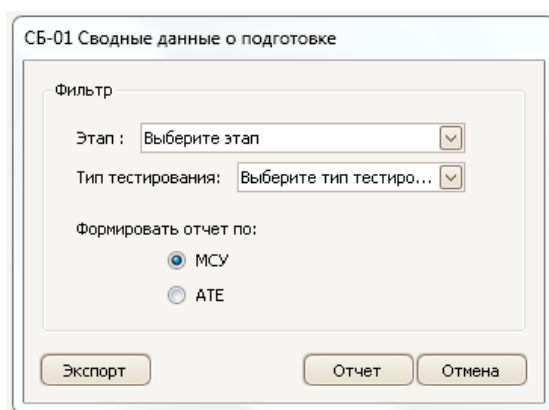 СБ-01 Сводные данные о подготовке
Фильтр
Этап : Выберите этап
Тип тестирования: Выберите тип тестиро...
Формировать отчет по:
МСУ
АТЕ
Экспорт Отчет Отмена